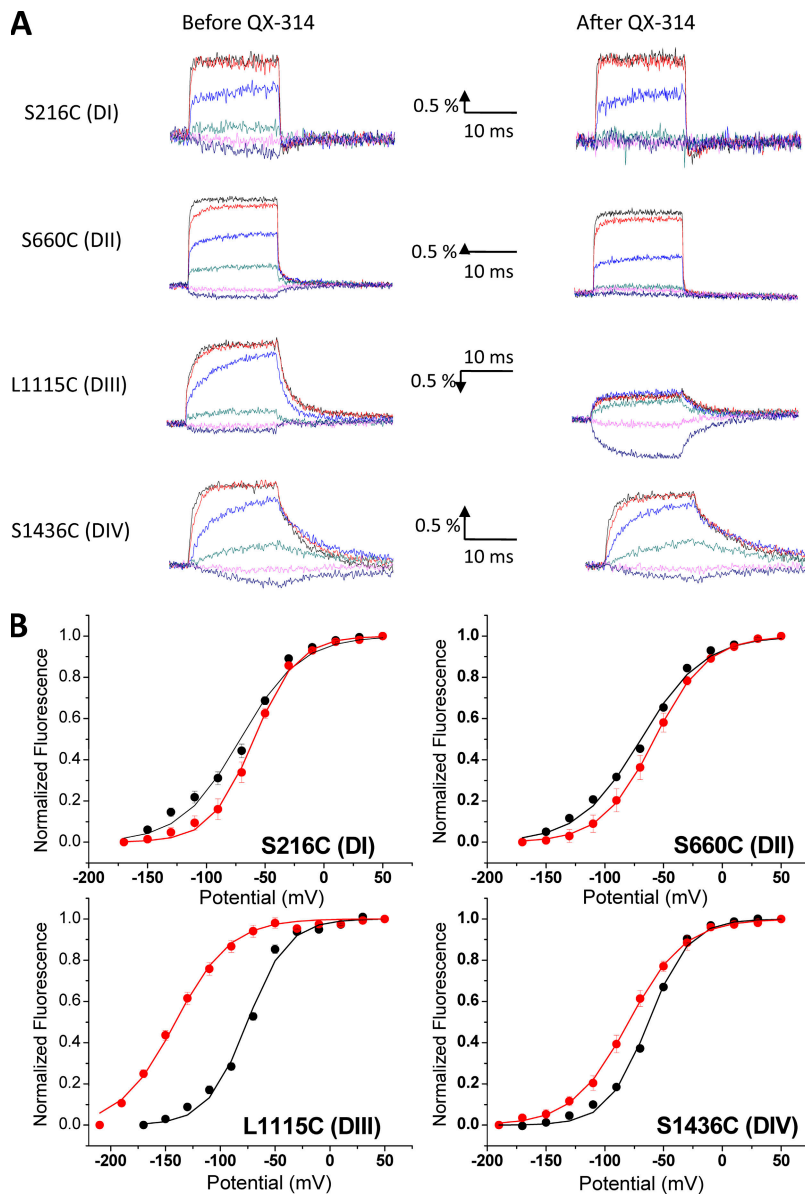 A
Before QX-314
After QX-314
S216C (DI)
0.5 %
10 ms
S660C (DII)
0.5 %
10 ms
L1115C (DIII)
10 ms
0.5 %
S1436C (DIV)
0.5 %
10 ms
B
Normalized Fluorescence
1.0
0.8
0.6
0.4
0.2
0.0
S216C (DI)
-200 -150 -100 -50 0 50
Potential (mV)
Normalized Fluorescence
1.0
0.8
0.6
0.4
0.2
0.0
S660C (DII)
-200 -150 -100 -50 0 50
Potential (mV)
Normalized Fluorescence
1.0
0.8
0.6
0.4
0.2
0.0
L1115C (DIII)
-200 -150 -100 -50 0 50
Potential (mV)
Normalized Fluorescence
1.0
0.8
0.6
0.4
0.2
0.0
S1436C (DIV)
-200 -150 -100 -50 0 50
Potential (mV)